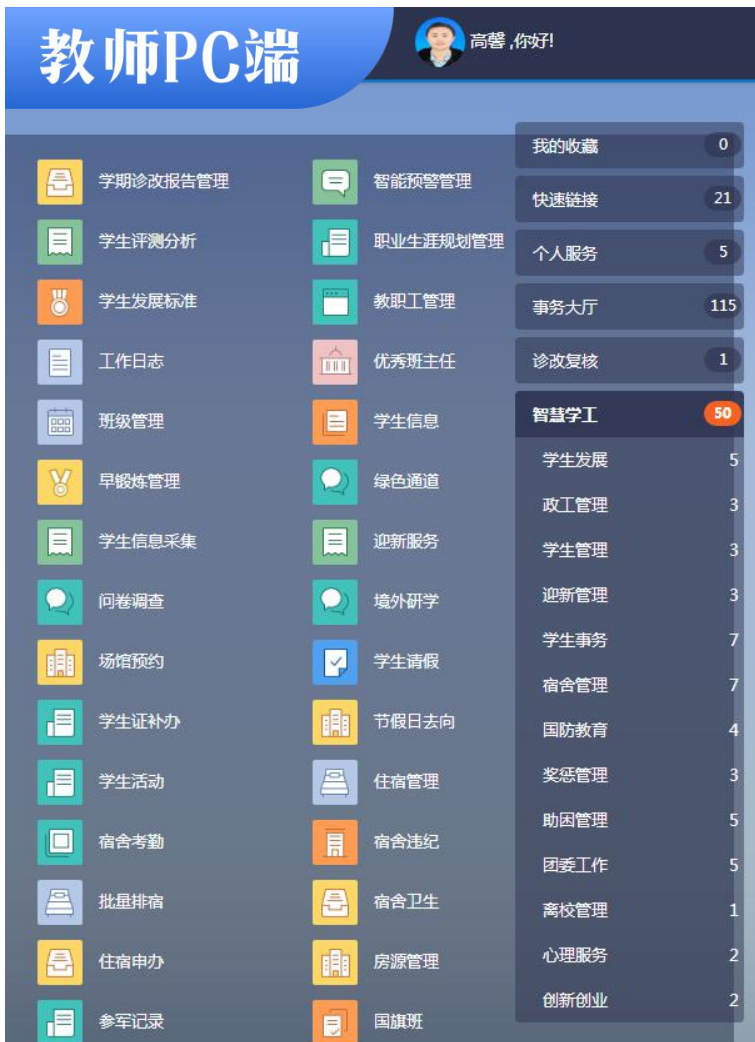 教师PC端
高馨 ,你好!
学期诊改报告管理
智能预警管理
学生评测分析
职业生涯规划管理
学生发展标准
教职工管理
工作日志
优秀班主任
班级管理
学生信息
早锻炼管理
绿色通道
学生信息采集
迎新服务
问卷调查
境外研学
场馆预约
学生请假
学生证补办
节假日去向
学生活动
住宿管理
宿舍考勤
宿舍违纪
批量排宿
宿舍卫生
住宿申办
房源管理
参军记录
国旗班
我的收藏 0
快速链接 21
个人服务 5
事务大厅 115
诊改复核 1
智慧学工 50
学生发展 5
政工管理 3
学生管理 3
迎新管理 3
学生事务 7
宿舍管理 7
国防教育 4
奖惩管理 3
助困管理 5
团委工作 5
离校管理 1
心理服务 2
创新创业 2